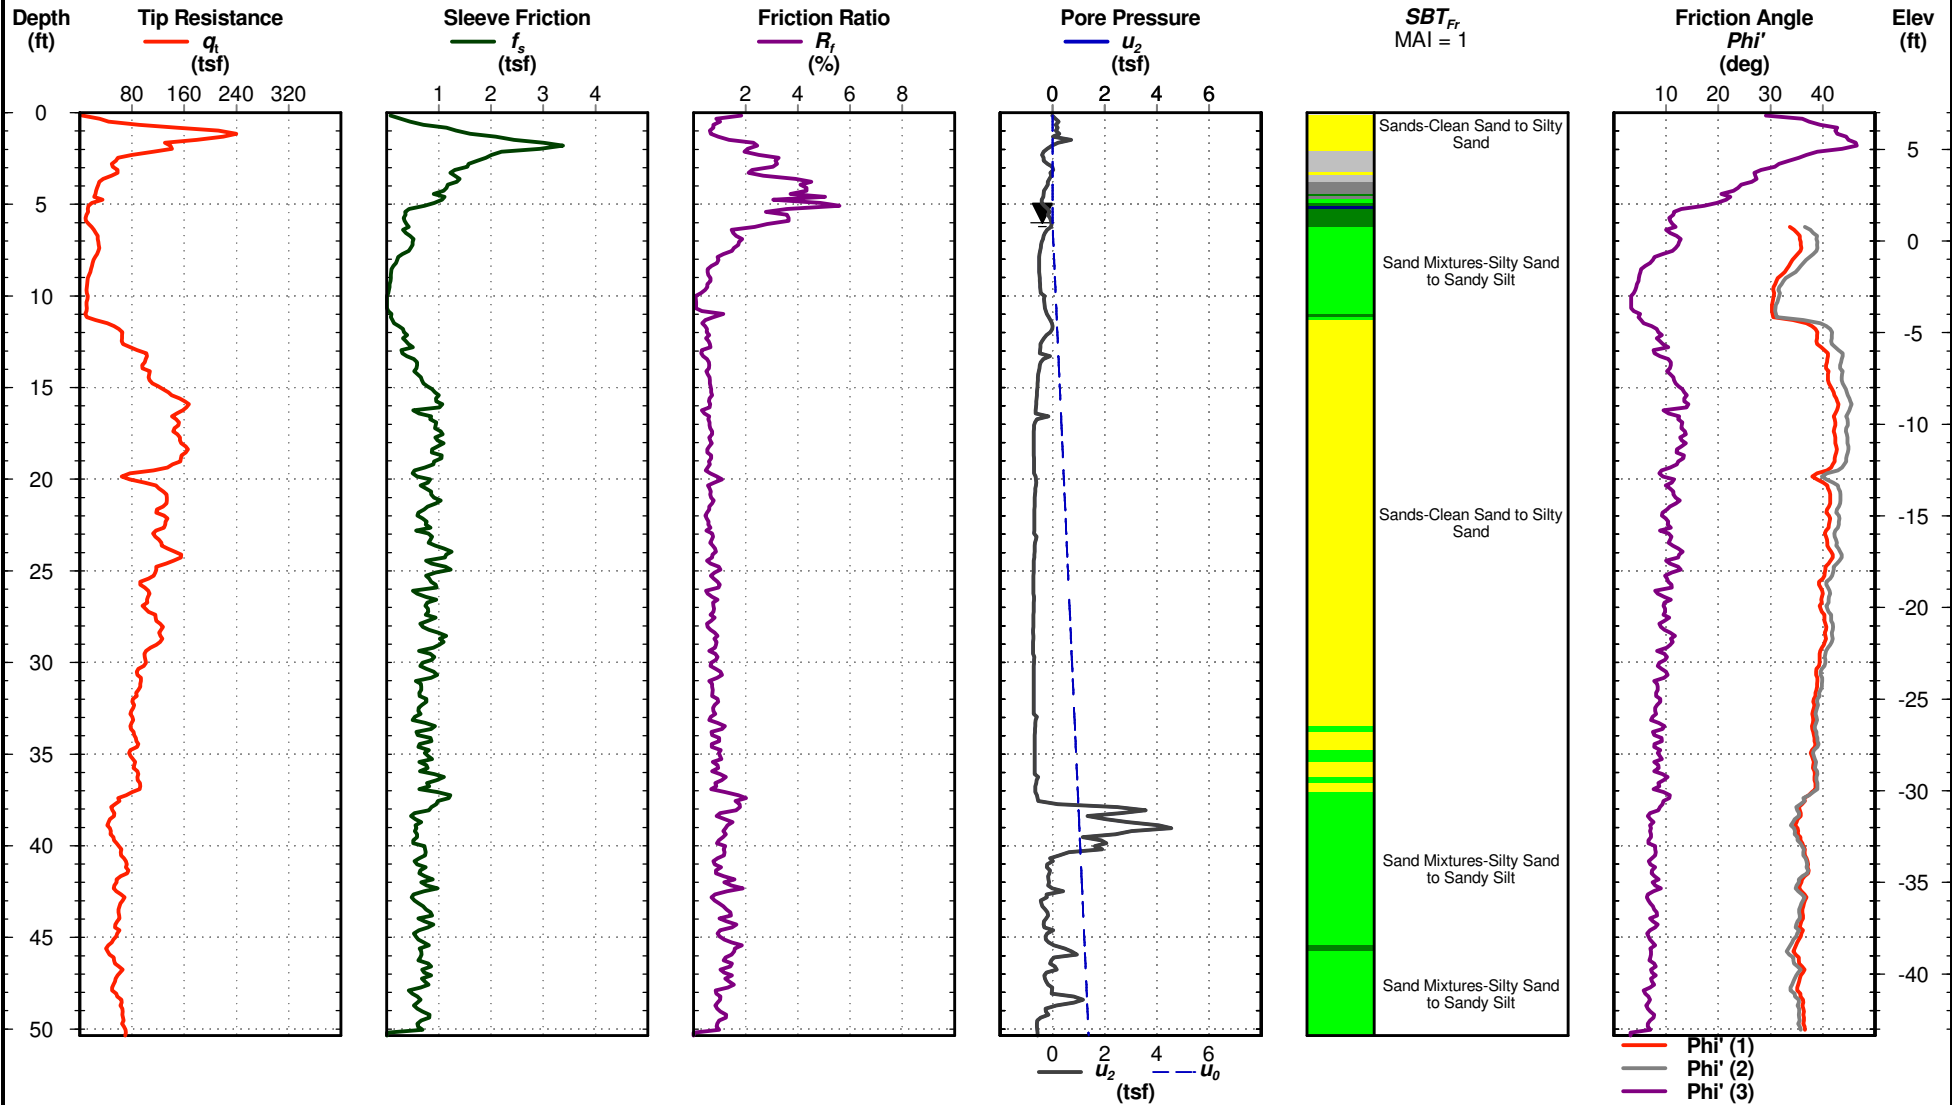 Depth
(ft)
Tip Resistance
qt
(tsf)
80 160 240 320
Sleeve Friction
fs
(tsf)
1 2 3 4
Friction Ratio
Rf
(%)
2 4 6 8
Pore Pressure
u2
(tsf)
0 2 4 6
SBTFr
MAI = 1
Friction Angle
Phi'
(deg)
10 20 30 40
Elev
(ft)
0
5
10
15
20
25
30
35
40
45
50
Sands-Clean Sand to Silty
Sand
Sand Mixtures-Silty Sand
to Sandy Silt
Sands-Clean Sand to Silty
Sand
Sand Mixtures-Silty Sand
to Sandy Silt
Sand Mixtures-Silty Sand
to Sandy Silt
5
0
-5
-10
-15
-20
-25
-30
-35
-40
0 2 4 6
u2 u0
(tsf)
Phi' (1)
Phi' (2)
Phi' (3)